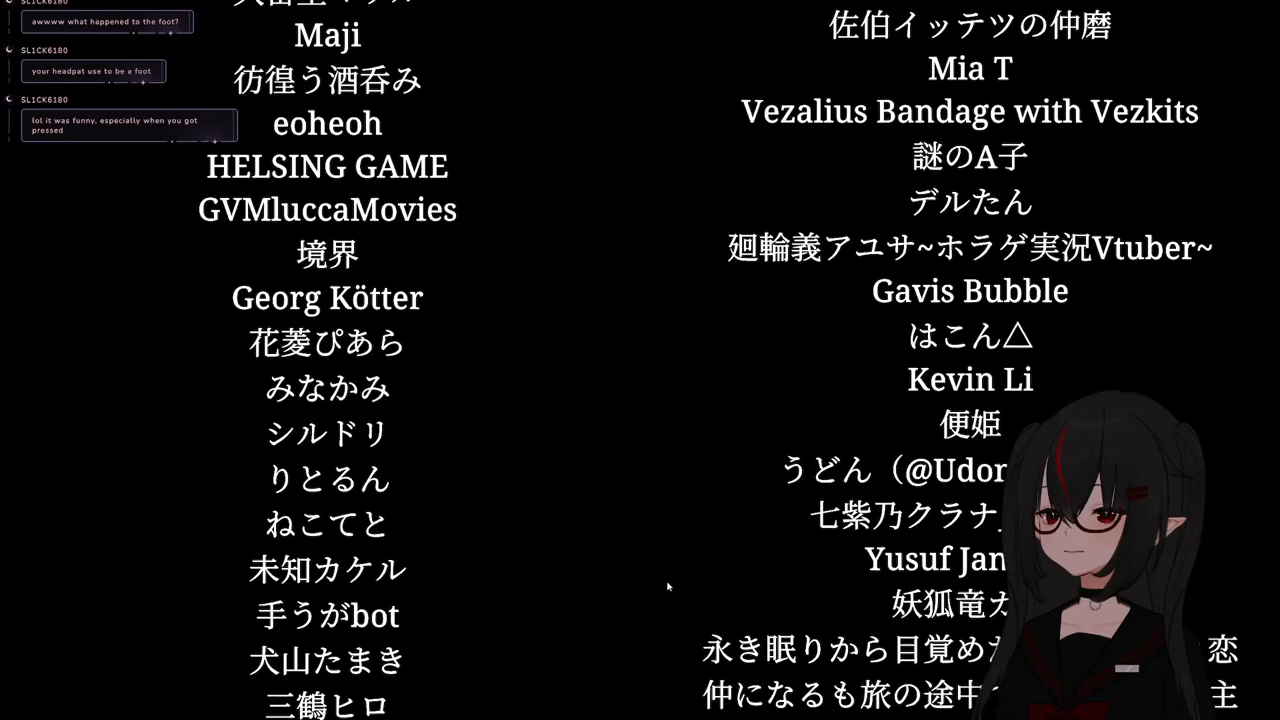 SL1CK6180
awwww what happened to the foot?
SL1CK6180
your headpat use to be a foot
SL1CK6180
lol it was funny, especially when you got
pressed
Maji
彷徨う酒呑み
eoheoh
HELSING GAME
GVMluccaMovies
境界
Georg Kötter
花菱ぴあら
みなかみ
シルドリ
りとるん
ねこてと
未知カケル
手うがbot
犬山たまき
三鶴ヒロ
佐伯イッテツの仲磨
Mia T
Vezalius Bandage with Vezkits
謎のA子
デルたん
廻輪義アユサ~ホラゲ実況Vtuber~
Gavis Bubble
はこん△
Kevin Li
便姫
うどん（@Udon
七紫乃クラナ
Yusuf Jan
妖狐竜カ
永き眠りから目覚め 恋
仲になるも旅の途中 主